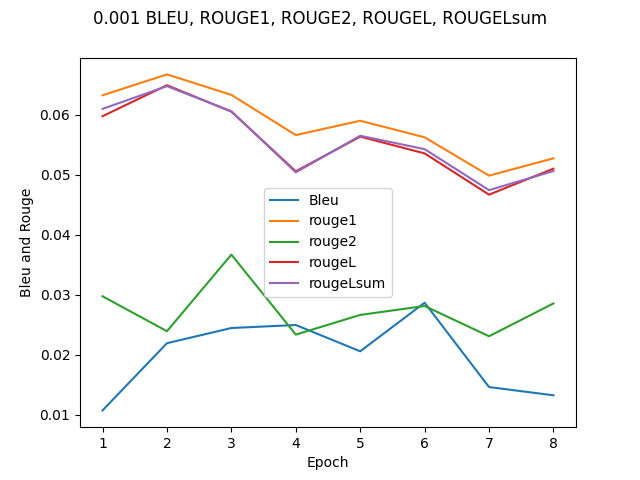 0.001 BLEU, ROUGE1, ROUGE2, ROUGEL, ROUGELsum
0.06
0.05
0.04
0.03
0.02
0.01
Bleu and Rouge
Bleu
rouge1
rouge2
rougeL
rougeLsum
1 2 3 4 5 6 7 8
Epoch